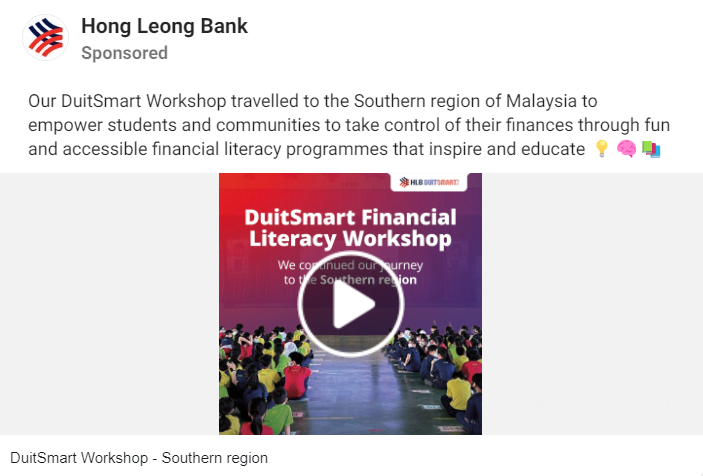 Hong Leong Bank
Sponsored
Our DuitSmart Workshop travelled to the Southern region of Malaysia to
empower students and communities to take control of their finances through fun
and accessible financial literacy programmes that inspire and educate 💡 🧠 📚
HLB DUITSMART
DuitSmart Financial
Literacy Workshop
We continued our journey
to the Southern region
DuitSmart Workshop - Southern region